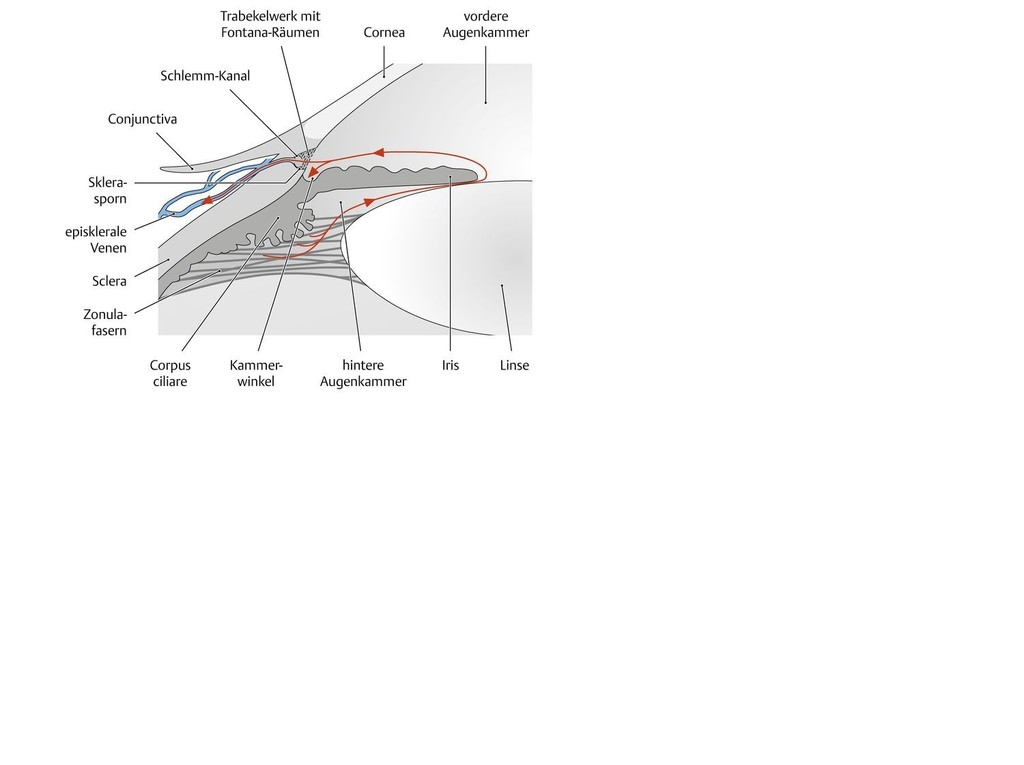 Trabekelwerk mit
Fontana-Räumen
Cornea
vordere
Augenkammer
Schlemm-Kanal
Conjunctiva
Sklera-
sporn
episklerale
Venen
Sclera
Zonula-
fasern
Corpus
ciliare
Kammer-
winkel
hintere
Augenkammer
Iris
Linse